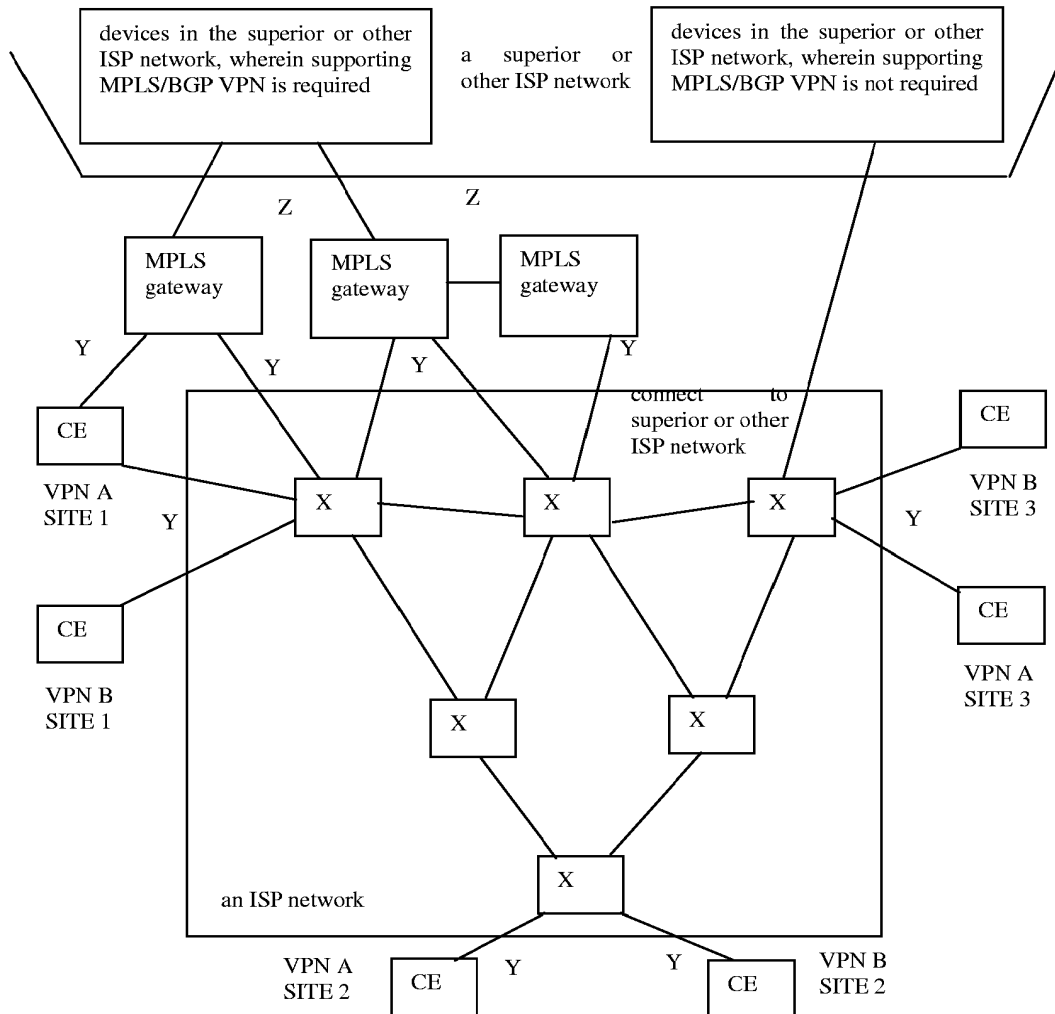 devices in the superior or other
ISP network, wherein supporting
MPLS/BGP VPN is required
a superior or
other ISP network
devices in the superior or other
ISP network, wherein supporting
MPLS/BGP VPN is not required
Z
Z
MPLS
gateway
MPLS
gateway
MPLS
gateway
Y
Y
Y
Y
connect to
superior or other
ISP network
CE
VPN A
SITE 1
CE
VPN B
SITE 3
X
X
X
Y
Y
CE
VPN B
SITE 1
CE
VPN A
SITE 3
X
X
X
an ISP network
VPN A
SITE 2
CE
Y
Y
CE
VPN B
SITE 2